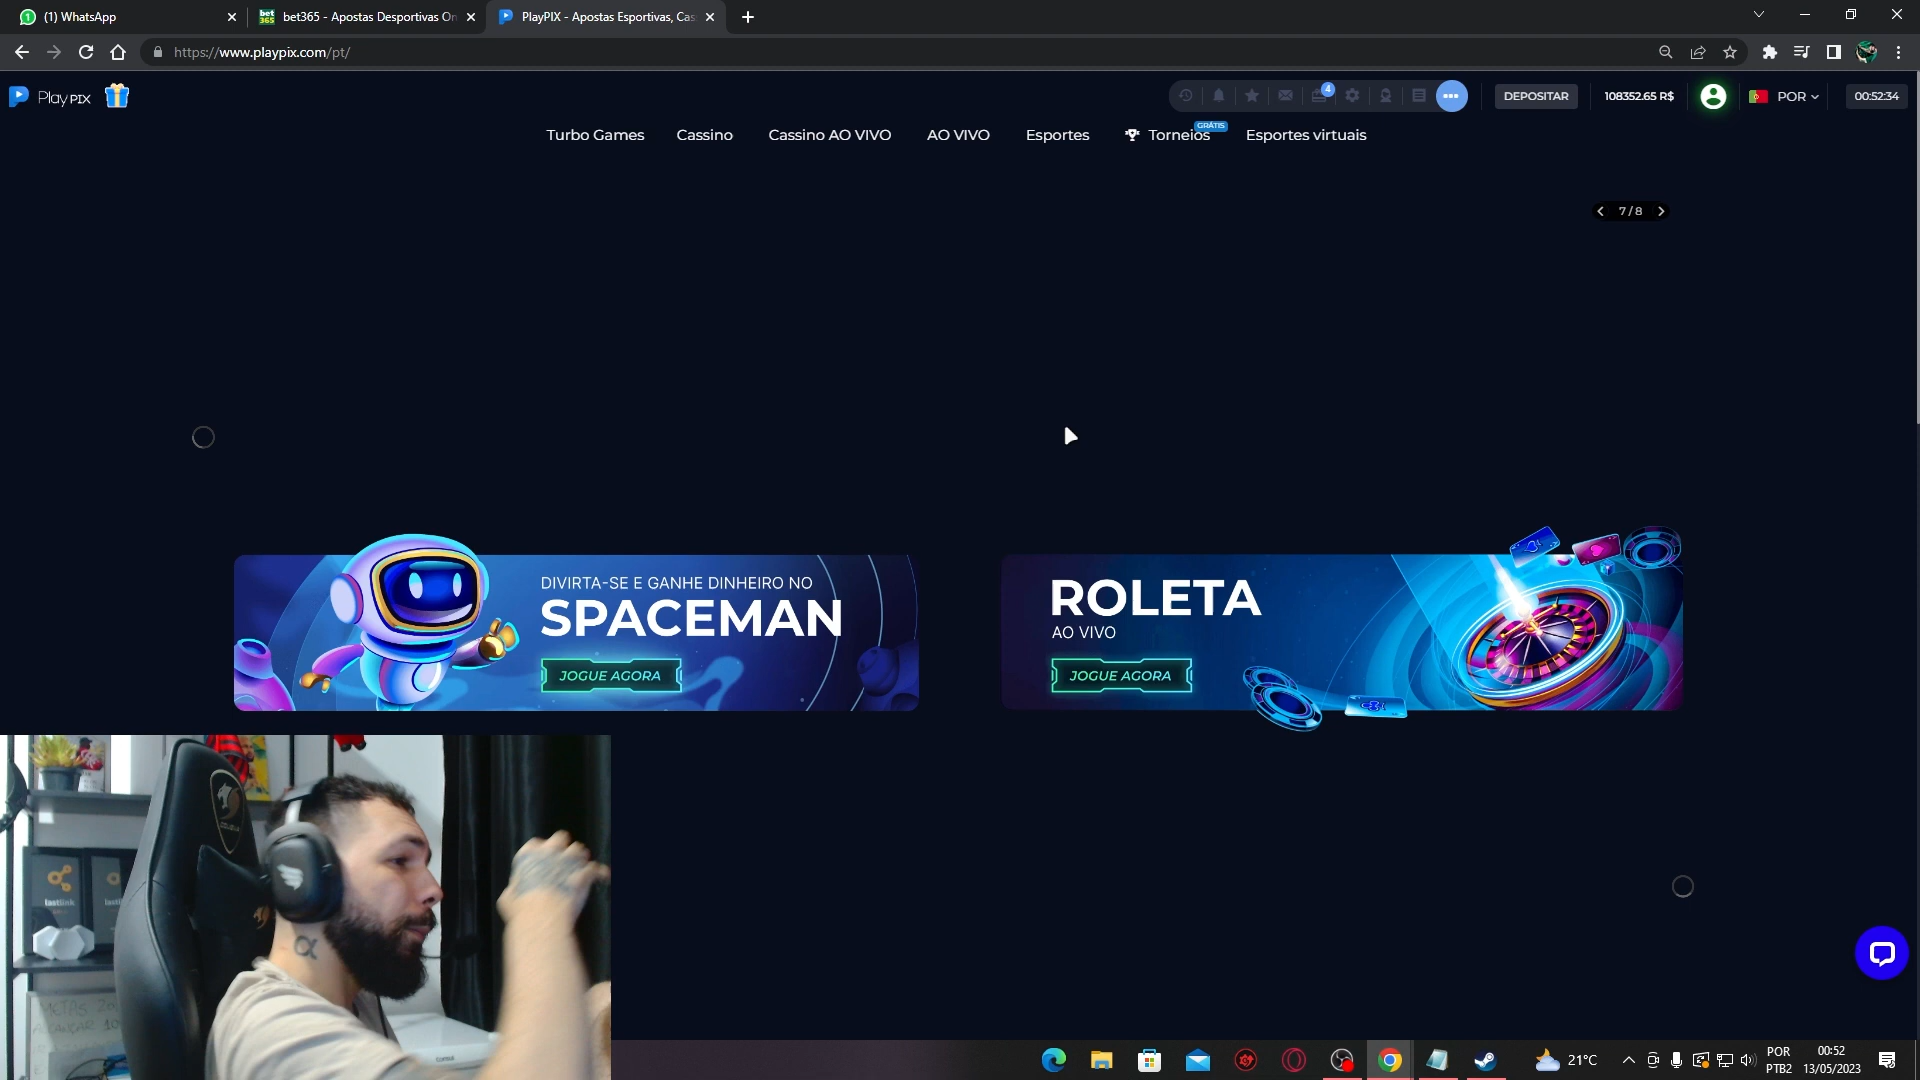 (1) WhatsApp
bet365 - Apostas Desportivas On
PlayPIX - Apostas Esportivas, Cas
https://www.playpix.com/pt/
Play PIX
4
DEPOSITAR
108352.65 R$
POR
00:52:34
Turbo Games
Cassino
Cassino AO VIVO
AO VIVO
Esportes
Torneios
GRÁTIS
Esportes virtuais
7/8
DIVIRTA-SE E GANHE DINHEIRO NO
SPACEMAN
JOGUE AGORA
ROLETA
AO VIVO
JOGUE AGORA
lastlink
METAS
21°C
POR
PTB2
00:52
13/05/2023